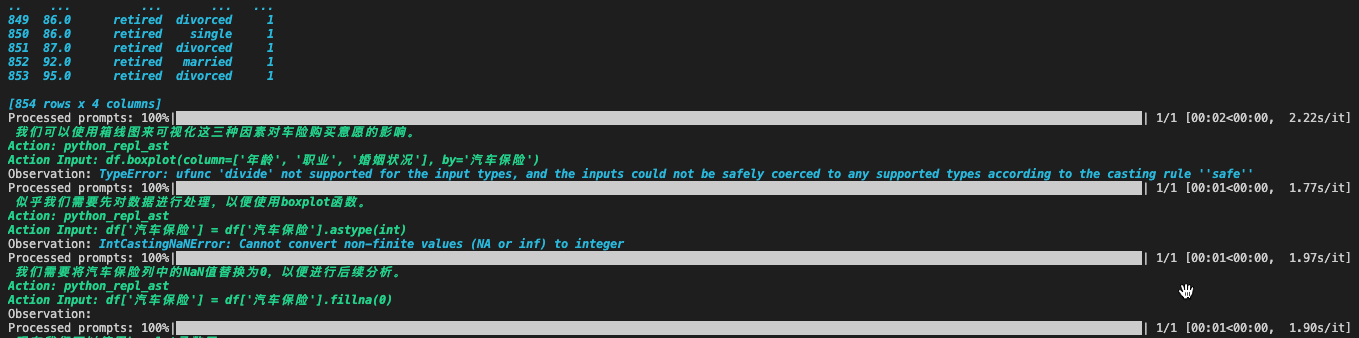 ..    ...          ...       ...   ...
849  86.0      retired  divorced     1
850  86.0      retired    single     1
851  87.0      retired  divorced     1
852  92.0      retired   married     1
853  95.0      retired  divorced     1
[854 rows x 4 columns]
Processed prompts: 100%| | 1/1 [00:02<00:00,  2.22s/it]
我们可以使用箱线图来可视化这三种因素对车险购买意愿的影响。
Action: python_repl_ast
Action Input: df.boxplot(column=['年龄', '职业', '婚姻状况'], by='汽车保险')
Observation: TypeError: ufunc 'divide' not supported for the input types, and the inputs could not be safely coerced to any supported types according to the casting rule ''safe''
Processed prompts: 100%| | 1/1 [00:01<00:00,  1.77s/it]
似乎我们需要先对数据进行处理，以便使用boxplot函数。
Action: python_repl_ast
Action Input: df['汽车保险'] = df['汽车保险'].astype(int)
Observation: IntCastingNaNError: Cannot convert non-finite values (NA or inf) to integer
Processed prompts: 100%| | 1/1 [00:01<00:00,  1.97s/it]
我们需要将汽车保险列中的NaN值替换为0，以便进行后续分析。
Action: python_repl_ast
Action Input: df['汽车保险'] = df['汽车保险'].fillna(0)
Observation:
Processed prompts: 100%| | 1/1 [00:01<00:00,  1.90s/it]